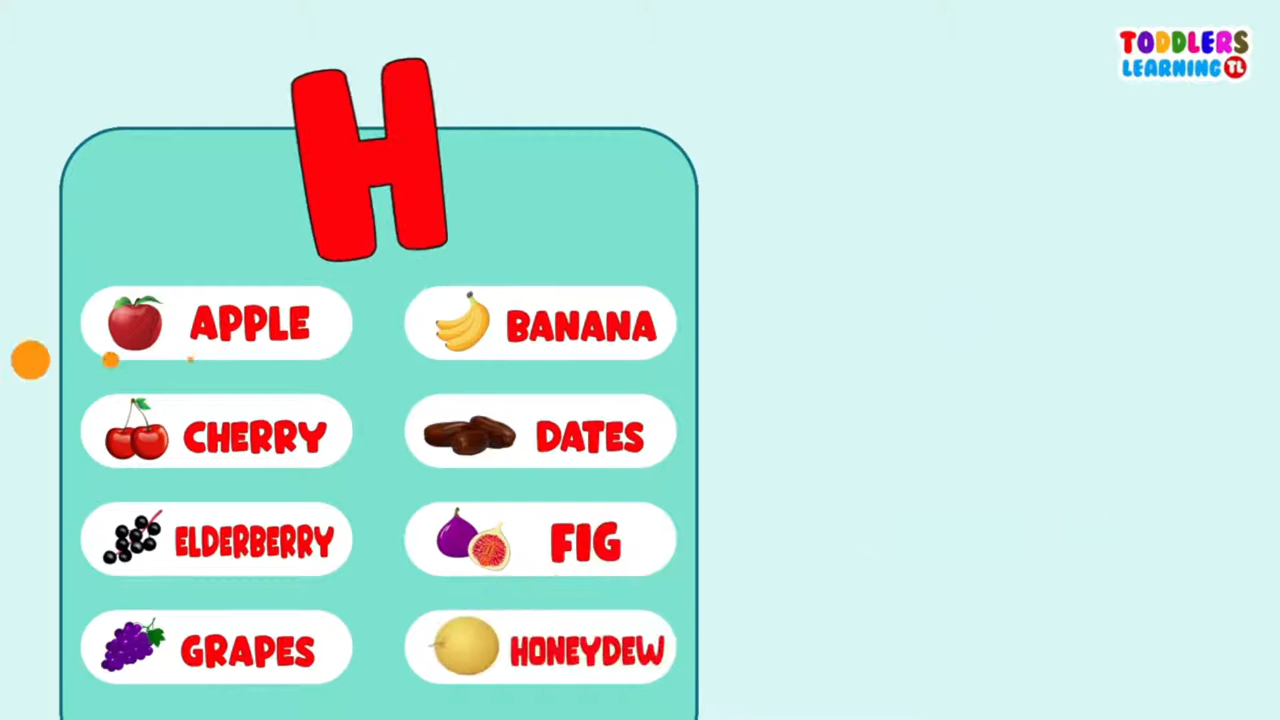 TODDLERS
LEARNING TL
H
APPLE
BANANA
CHERRY
DATES
ELDERBERRY
FIG
GRAPES
HONEYDEW